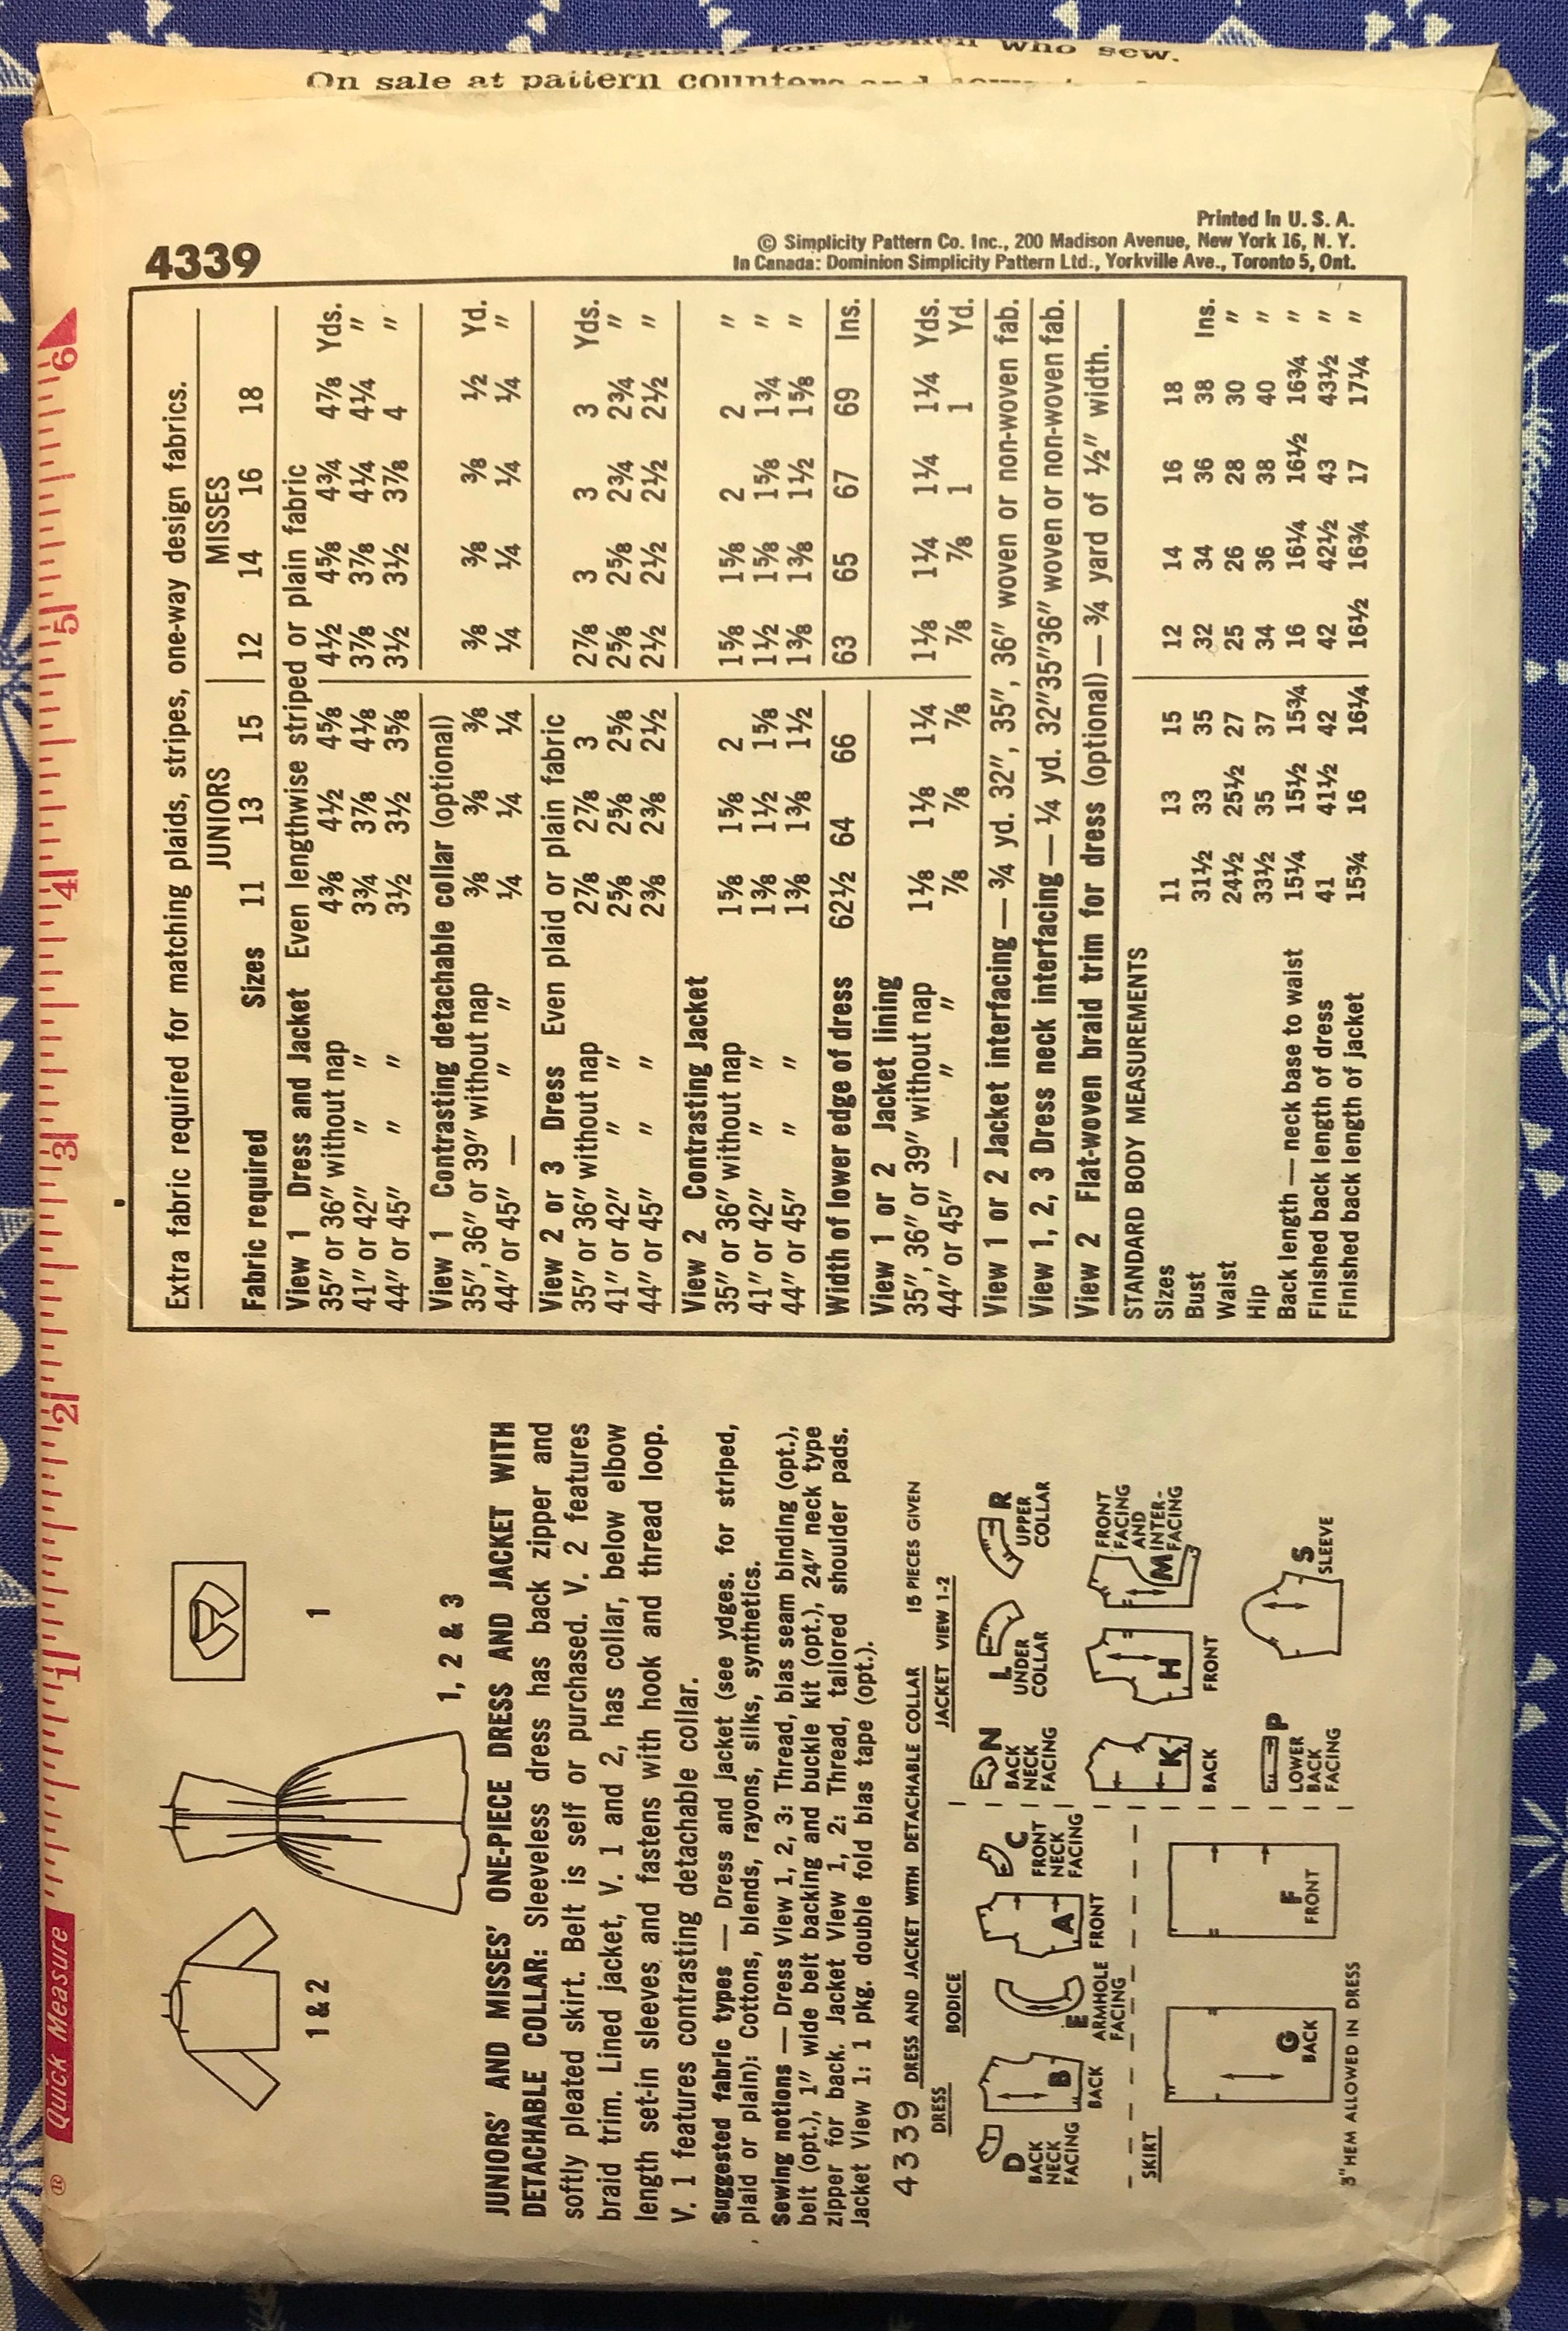 The
magazine for women who sew.
On sale at pattern counters and
® Quick Measure 1 2 3 4 5 6
4339
Printed in U. S. A.
© Simplicity Pattern Co. Inc., 200 Madison Avenue, New York 16, N. Y.
In Canada: Dominion Simplicity Pattern Ltd., Yorkville Ave., Toronto 5, Ont.
1 & 2
1
1, 2 & 3
JUNIORS' AND MISSES' ONE-PIECE DRESS AND JACKET WITH
DETACHABLE COLLAR: Sleeveless dress has back zipper and
softly pleated skirt. Belt is self or purchased. V. 2 features
braid trim. Lined jacket, V. 1 and 2, has collar, below elbow
length set-in sleeves and fastens with hook and thread loop.
V. 1 features contrasting detachable collar.
Suggested fabric types — Dress and jacket (see ydges. for striped,
plaid or plain): Cottons, blends, rayons, silks, synthetics.
Sewing notions — Dress View 1, 2, 3: Thread, bias seam binding (opt.),
belt (opt.), 1" wide belt backing and buckle kit (opt.), 24" neck type
zipper for back. Jacket View 1, 2: Thread, tailored shoulder pads.
Jacket View 1: 1 pkg. double fold bias tape (opt.).
4339 DRESS AND JACKET WITH DETACHABLE COLLAR 15 PIECES GIVEN
DRESS BODICE JACKET VIEW 1-2
D BACK NECK FACING
B BACK
E ARMHOLE FACING
A FRONT
C FRONT NECK FACING
N BACK NECK FACING
L UNDER COLLAR
R UPPER COLLAR
K BACK
H FRONT
M FRONT FACING AND INTER-FACING
SKIRT
G BACK
F FRONT
P LOWER BACK FACING
S SLEEVE
3" HEM ALLOWED IN DRESS
Extra fabric required for matching plaids, stripes, one-way design fabrics.
JUNIORS MISSES
Fabric required Sizes 11 13 15 12 14 16 18
View 1 Dress and Jacket Even lengthwise striped or plain fabric
35" or 36" without nap 4⅜ 4½ 4⅝ 4½ 4⅝ 4¾ 4⅞ Yds.
41" or 42" " " 3¾ 3⅞ 4⅛ 3⅞ 3⅞ 4¼ 4¼ "
44" or 45" " " 3½ 3½ 3⅝ 3½ 3½ 3⅞ 4 "
View 1 Contrasting detachable collar (optional)
35", 36" or 39" without nap ⅜ ⅜ ⅜ ⅜ ⅜ ⅜ ½ Yd.
44" or 45" — " " ¼ ¼ ¼ ¼ ¼ ¼ ¼ "
View 2 or 3 Dress Even plaid or plain fabric
35" or 36" without nap 2⅞ 2⅞ 3 2⅞ 3 3 3 Yds.
41" or 42" " " 2⅝ 2⅝ 2⅝ 2⅝ 2⅝ 2¾ 2¾ "
44" or 45" " " 2⅜ 2⅜ 2½ 2½ 2½ 2½ 2½ "
View 2 Contrasting Jacket
35" or 36" without nap 1⅝ 1⅝ 2 1⅝ 1⅝ 2 2 "
41" or 42" " " 1⅜ 1½ 1⅝ 1½ 1⅝ 1⅝ 1¾ "
44" or 45" " " 1⅜ 1⅜ 1½ 1⅜ 1⅜ 1½ 1⅝ "
Width of lower edge of dress 62½ 64 66 63 65 67 69 Ins.
View 1 or 2 Jacket lining
35", 36" or 39" without nap 1⅛ 1⅛ 1¼ 1⅛ 1¼ 1¼ 1¼ Yds.
44" or 45" — " " ⅞ ⅞ ⅞ ⅞ ⅞ 1 1 Yd.
View 1 or 2 Jacket interfacing — ¾ yd. 32", 35", 36" woven or non-woven fab.
View 1, 2, 3 Dress neck interfacing — ¼ yd. 32"35"36" woven or non-woven fab.
View 2 Flat-woven braid trim for dress (optional) — ¾ yard of ½" width.
STANDARD BODY MEASUREMENTS
Sizes 11 13 15 12 14 16 18
Bust 31½ 33 35 32 34 36 38 Ins.
Waist 24½ 25½ 27 25 26 28 30 "
Hip 33½ 35 37 34 36 38 40 "
Back length — neck base to waist 15¼ 15½ 15¾ 16 16¼ 16½ 16¾ "
Finished back length of dress 41 41½ 42 42 42½ 43 43½ "
Finished back length of jacket 15¾ 16 16¼ 16½ 16¾ 17 17¼ "